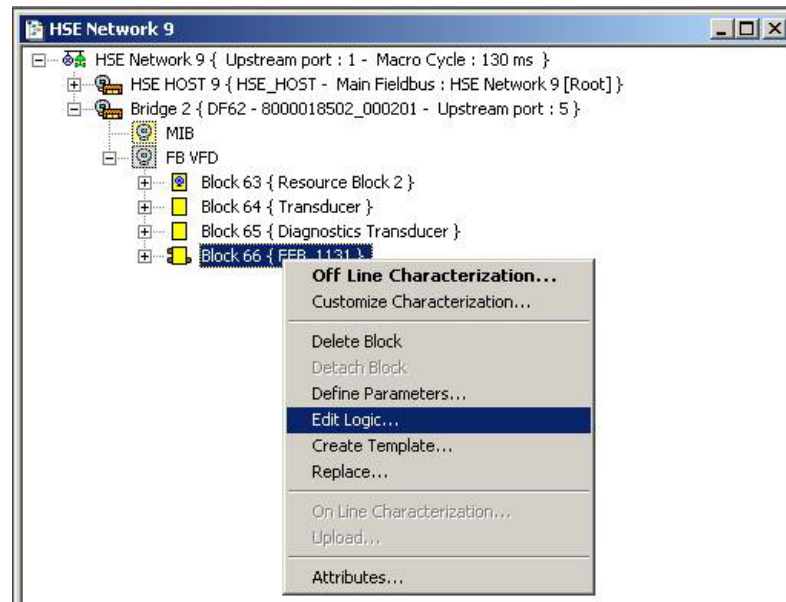 HSE Network 9
HSE Network 9 { Upstream port : 1 - Macro Cycle : 130 ms }
HSE HOST 9 { HSE_HOST - Main Fieldbus : HSE Network 9 [Root] }
Bridge 2 { DF62 - 8000018502_000201 - Upstream port : 5 }
MIB
FB VFD
Block 63 { Resource Block 2 }
Block 64 { Transducer }
Block 65 { Diagnostics Transducer }
Block 66 { FFB_1131 }
Off Line Characterization...
Customize Characterization...
Delete Block
Detach Block
Define Parameters...
Edit Logic...
Create Template...
Replace...
On Line Characterization...
Upload...
Attributes...